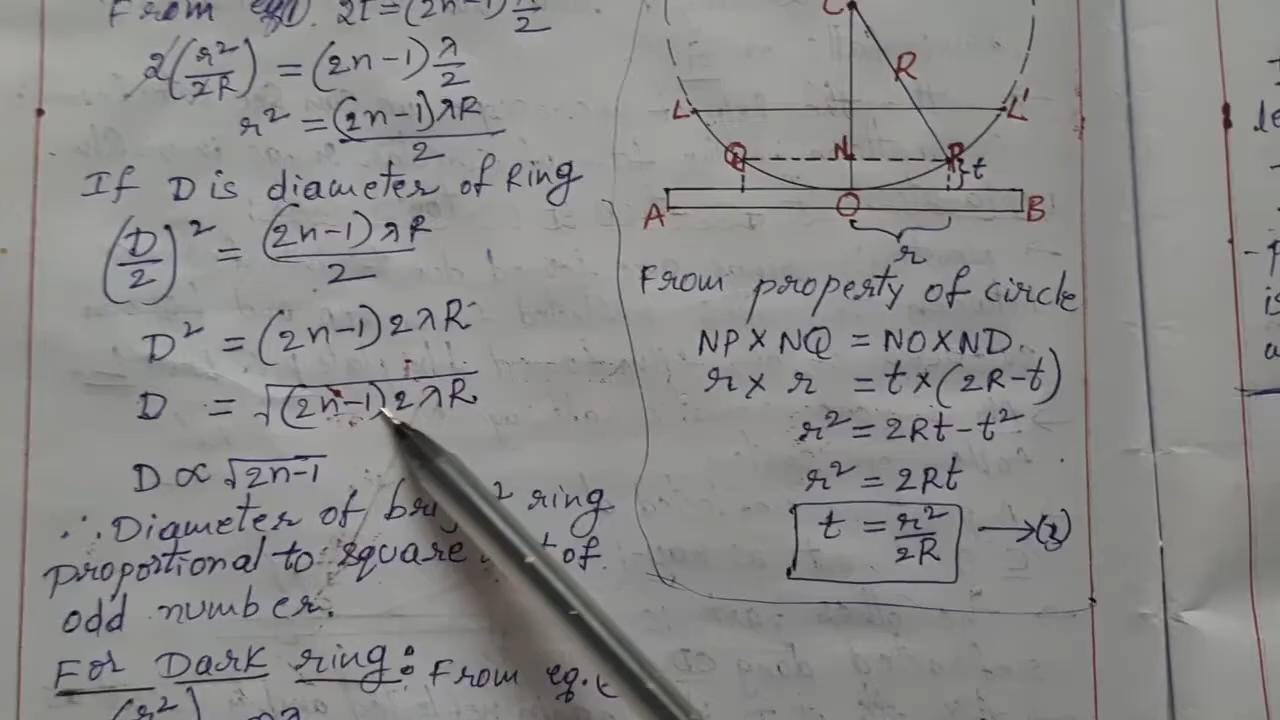 From eq①. 2t=(2n-1)λ/2
2(r²/2R) = (2n-1)λ/2
r² = (2n-1)λR/2
If D is diameter of Ring
(D/2)² = (2n-1)λR/2
D² = (2n-1)2λR
D = √(2n-1)2λR
D ∝ √2n-1
∴ Diameter of ring
proportional to square of
odd number.
For Dark ring: From eq.
(r²)
C
R
L L'
Q N P }t
A O B
r
From property of circle
NP×NQ = NO×ND.
r × r = t×(2R-t)
r² = 2Rt-t²
r² = 2Rt
t = r²/2R